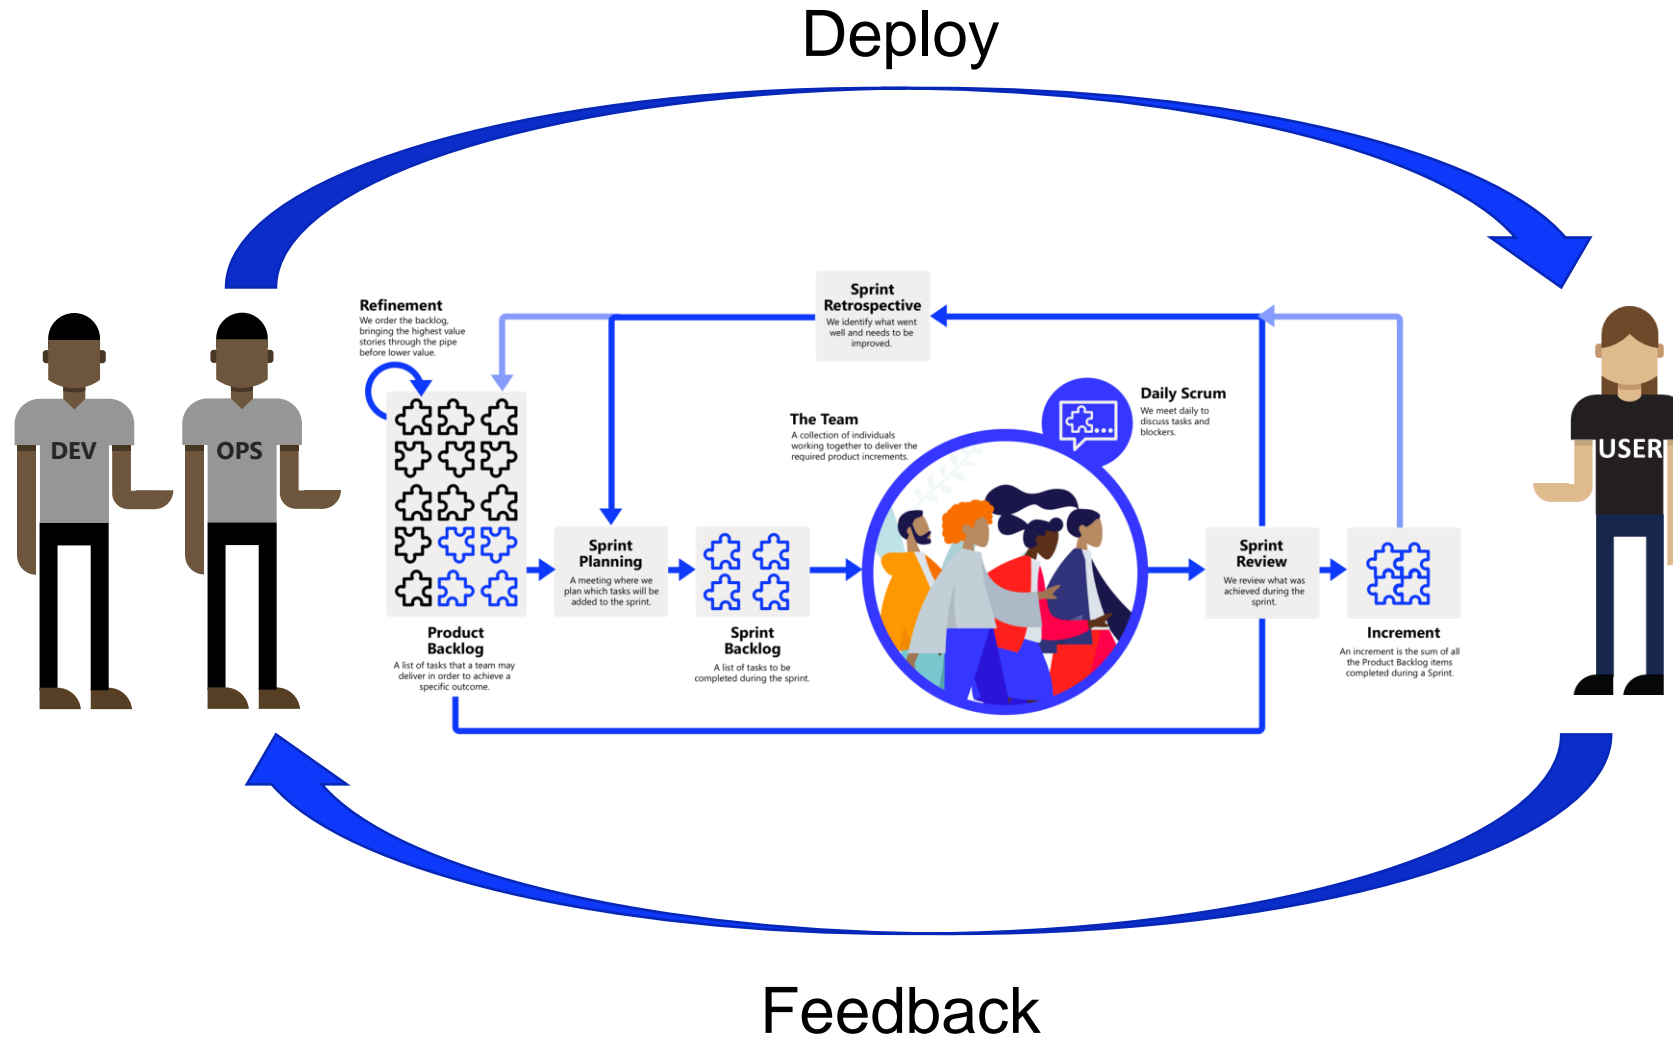 Deploy
Sprint
Retrospective
We identify what went
well and needs to be
improved.
Refinement
We order the backlog,
bringing the highest value
stories through the pipe
before lower value.
DEV
OPS
The Team
A collection of individuals
working together to deliver the
required product increments.
Daily Scrum
We meet daily to
discuss tasks and
blockers.
USER
Sprint
Planning
A meeting where we
plan which tasks will be
added to the sprint.
Sprint
Review
We review what was
achieved during the
sprint.
Product
Backlog
A list of tasks that a team may
deliver in order to achieve a
specific outcome.
Sprint
Backlog
A list of tasks to be
completed during the sprint.
Increment
An increment is the sum of all
the Product Backlog items
completed during a Sprint.
Feedback